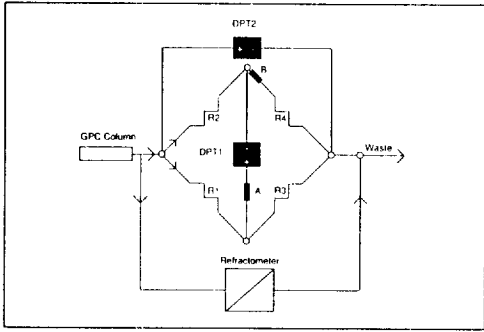 DPT2
B
R2
R4
GPC Column
DPT1
Waste
R1
A
R3
Refractometer